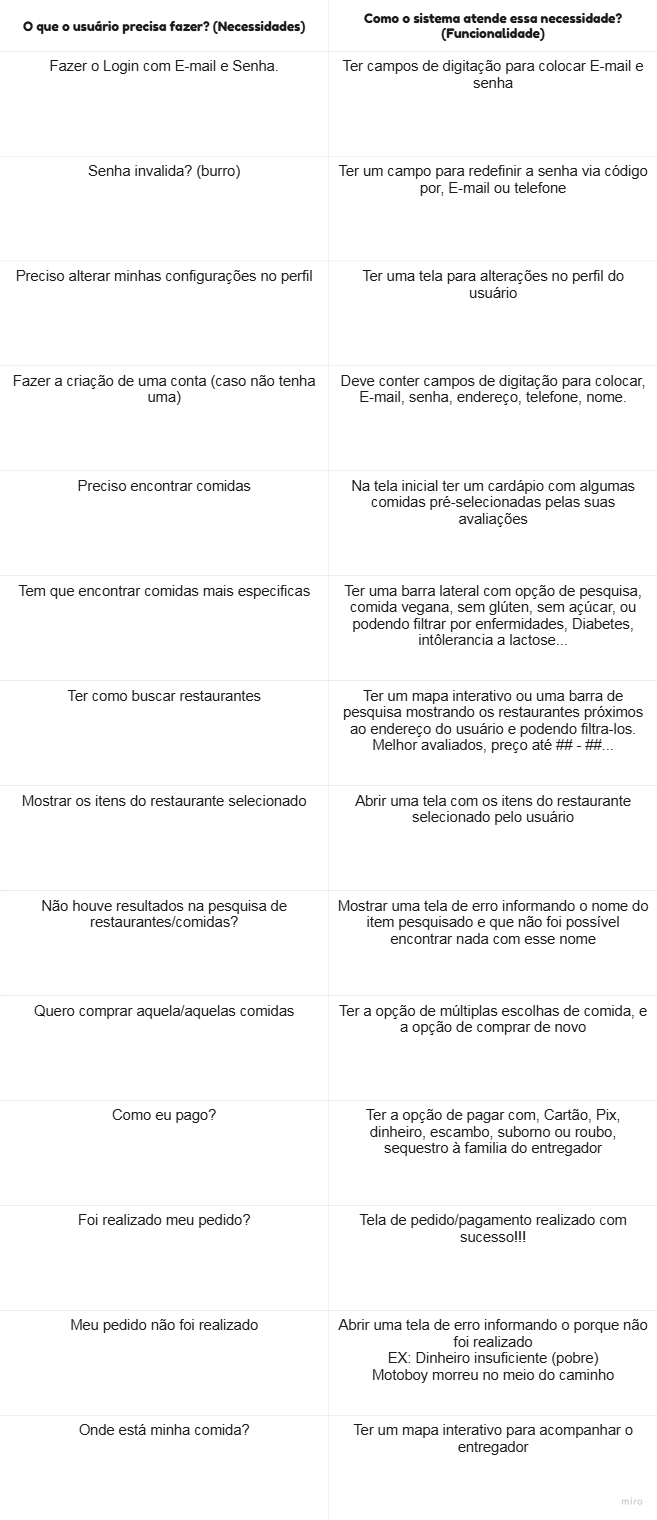 O que o usuário precisa fazer? (Necessidades)
Como o sistema atende essa necessidade?
(Funcionalidade)
Fazer o Login com E-mail e Senha.
Ter campos de digitação para colocar E-mail e
senha
Senha invalida? (burro)
Ter um campo para redefinir a senha via código
por, E-mail ou telefone
Preciso alterar minhas configurações no perfil
Ter uma tela para alterações no perfil do
usuário
Fazer a criação de uma conta (caso não tenha
uma)
Deve conter campos de digitação para colocar,
E-mail, senha, endereço, telefone, nome.
Preciso encontrar comidas
Na tela inicial ter um cardápio com algumas
comidas pré-selecionadas pelas suas
avaliações
Tem que encontrar comidas mais especificas
Ter uma barra lateral com opção de pesquisa,
comida vegana, sem glúten, sem açúcar, ou
podendo filtrar por enfermidades, Diabetes,
intôlerancia a lactose...
Ter como buscar restaurantes
Ter um mapa interativo ou uma barra de
pesquisa mostrando os restaurantes próximos
ao endereço do usuário e podendo filtra-los.
Melhor avaliados, preço até ## - ##...
Mostrar os itens do restaurante selecionado
Abrir uma tela com os itens do restaurante
selecionado pelo usuário
Não houve resultados na pesquisa de
restaurantes/comidas?
Mostrar uma tela de erro informando o nome do
item pesquisado e que não foi possível
encontrar nada com esse nome
Quero comprar aquela/aquelas comidas
Ter a opção de múltiplas escolhas de comida, e
a opção de comprar de novo
Como eu pago?
Ter a opção de pagar com, Cartão, Pix,
dinheiro, escambo, suborno ou roubo,
sequestro à familia do entregador
Foi realizado meu pedido?
Tela de pedido/pagamento realizado com
sucesso!!!
Meu pedido não foi realizado
Abrir uma tela de erro informando o porque não
foi realizado
EX: Dinheiro insuficiente (pobre)
Motoboy morreu no meio do caminho
Onde está minha comida?
Ter um mapa interativo para acompanhar o
entregador
miro